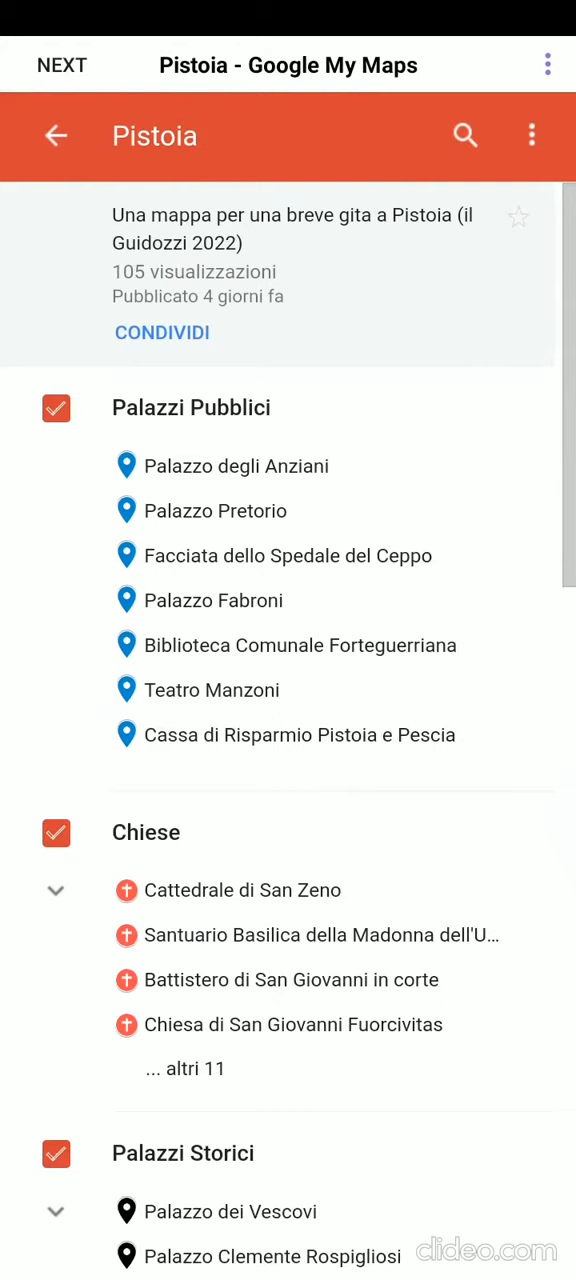 NEXT Pistoia - Google My Maps
Pistoia
Una mappa per una breve gita a Pistoia (il
Guidozzi 2022)
105 visualizzazioni
Pubblicato 4 giorni fa
CONDIVIDI
Palazzi Pubblici
Palazzo degli Anziani
Palazzo Pretorio
Facciata dello Spedale del Ceppo
Palazzo Fabroni
Biblioteca Comunale Forteguerriana
Teatro Manzoni
Cassa di Risparmio Pistoia e Pescia
Chiese
Cattedrale di San Zeno
Santuario Basilica della Madonna dell'U...
Battistero di San Giovanni in corte
Chiesa di San Giovanni Fuorcivitas
... altri 11
Palazzi Storici
Palazzo dei Vescovi
Palazzo Clemente Rospigliosi
clideo.com